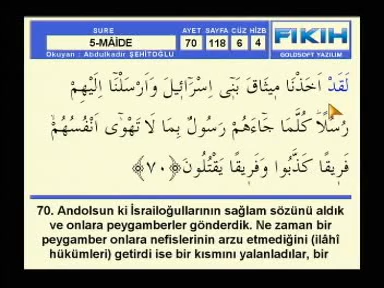 SURE AYET SAYFA CÜZ HİZB
5-MÂİDE 70 118 6 4
Okuyan : Abdulkadir ŞEHİTOĞLU
FIKIH
GOLDSOFT YAZILIM
لَقَدْ اَخَذْنَا م۪يثَاقَ بَن۪ٓي اِسْرَٓائ۪يلَ وَاَرْسَلْنَٓا اِلَيْهِمْ
رُسُلاًۜ كُلَّمَا جَٓاءَهُمْ رَسُولٌ بِمَا لَا تَهْوٰٓى اَنْفُسُهُمْۙ
فَر۪يقًا كَذَّبُوا وَفَر۪يقًا يَقْتُلُونَ ﴿٧٠﴾
70. Andolsun ki İsrailoğullarının sağlam sözünü aldık
ve onlara peygamberler gönderdik. Ne zaman bir
peygamber onlara nefislerinin arzu etmediğini (ilâhî
hükümleri) getirdi ise bir kısmını yalanladılar, bir